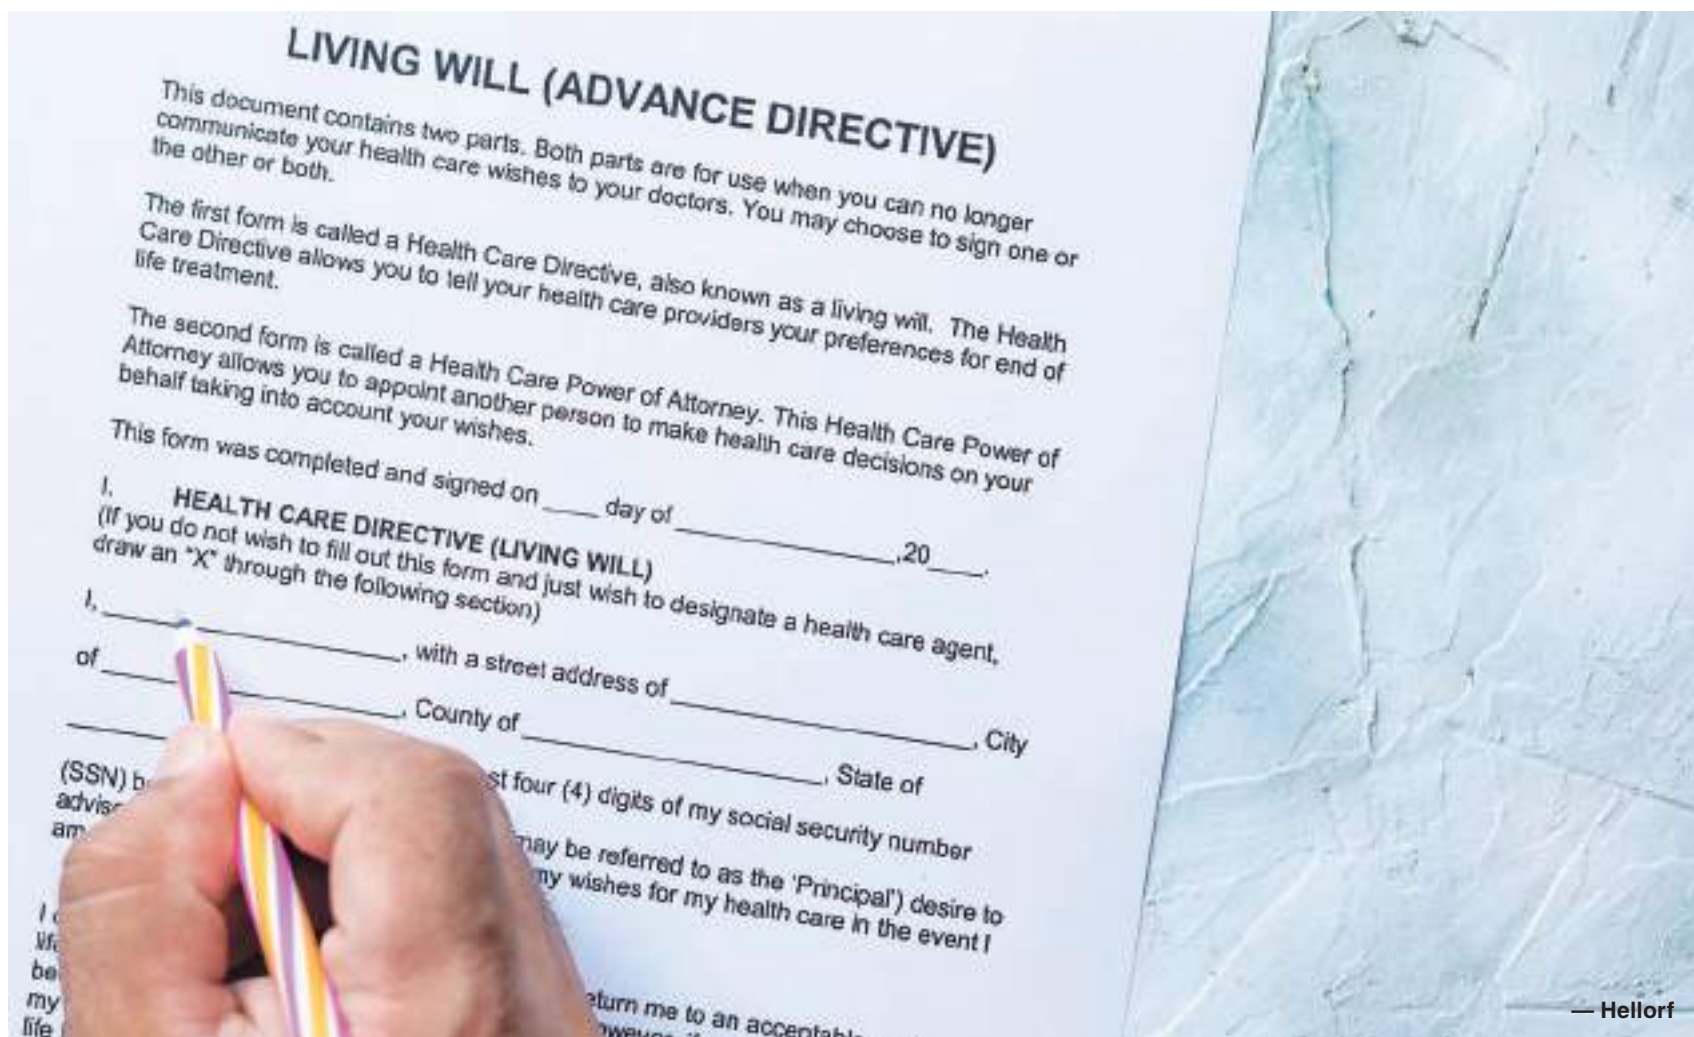 LIVING WILL (ADVANCE DIRECTIVE)
This document contains two parts. Both parts are for use when you can no longer
communicate your health care wishes to your doctors. You may choose to sign one or
the other or both.
The first form is called a Health Care Directive, also known as a living will. The Health
Care Directive allows you to tell your health care providers your preferences for end of
life treatment.
The second form is called a Health Care Power of Attorney. This Health Care Power of
Attorney allows you to appoint another person to make health care decisions on your
behalf taking into account your wishes.
This form was completed and signed on ____ day of ________________,20____.
I. HEALTH CARE DIRECTIVE (LIVING WILL)
(If you do not wish to fill out this form and just wish to designate a health care agent,
draw an "X" through the following section)
I, ______________________, with a street address of ______________________, City
of ______________________, County of ______________________, State of
(SSN) four (4) digits of my social security number
may be referred to as the 'Principal') desire to
my wishes for my health care in the event I
me to an
my
life
— Hellorf